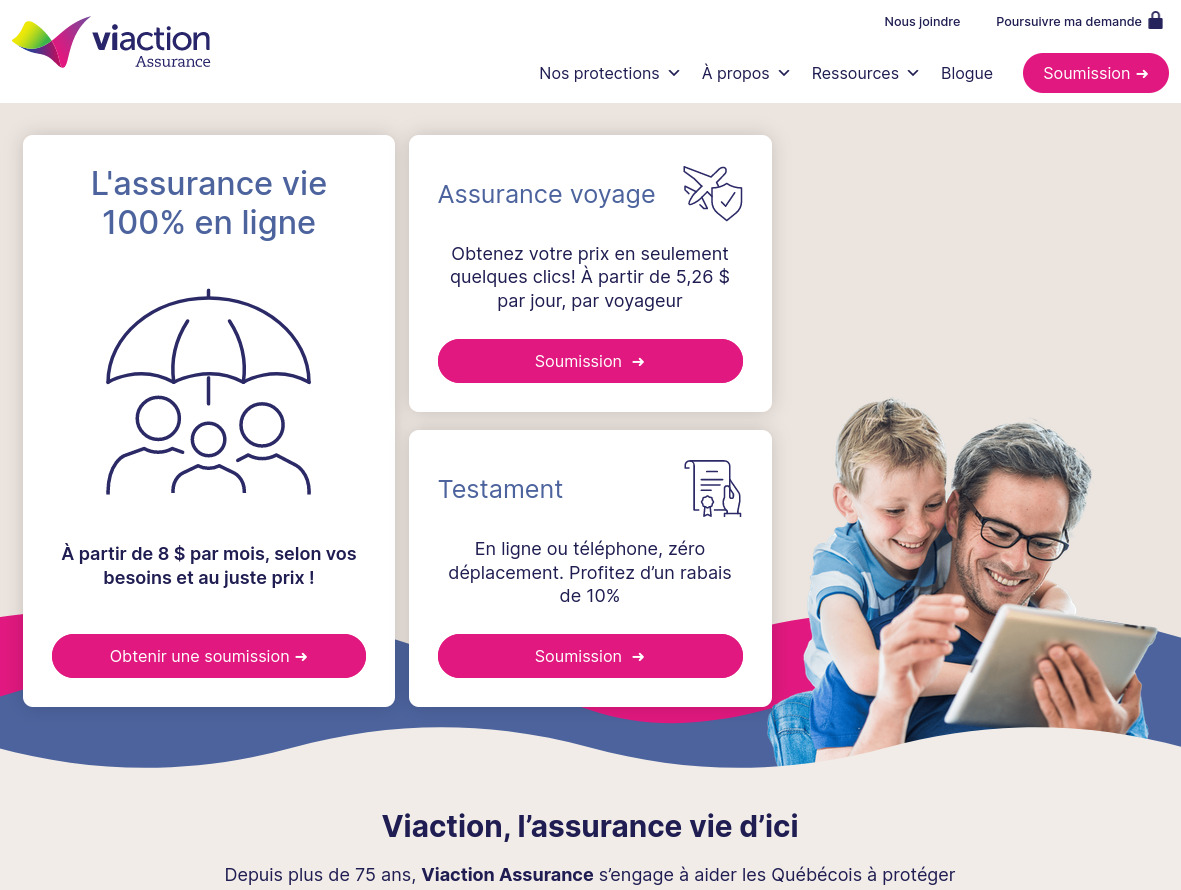 viaction
Assurance
Nous joindre
Poursuivre ma demande
Nos protections
À propos
Ressources
Blogue
Soumission ➜
L'assurance vie
100% en ligne
À partir de 8 $ par mois, selon vos
besoins et au juste prix !
Obtenir une soumission ➜
Assurance voyage
Obtenez votre prix en seulement
quelques clics! À partir de 5,26 $
par jour, par voyageur
Soumission ➜
Testament
En ligne ou téléphone, zéro
déplacement. Profitez d’un rabais
de 10%
Soumission ➜
Viaction, l’assurance vie d’ici
Depuis plus de 75 ans, Viaction Assurance s’engage à aider les Québécois à protéger